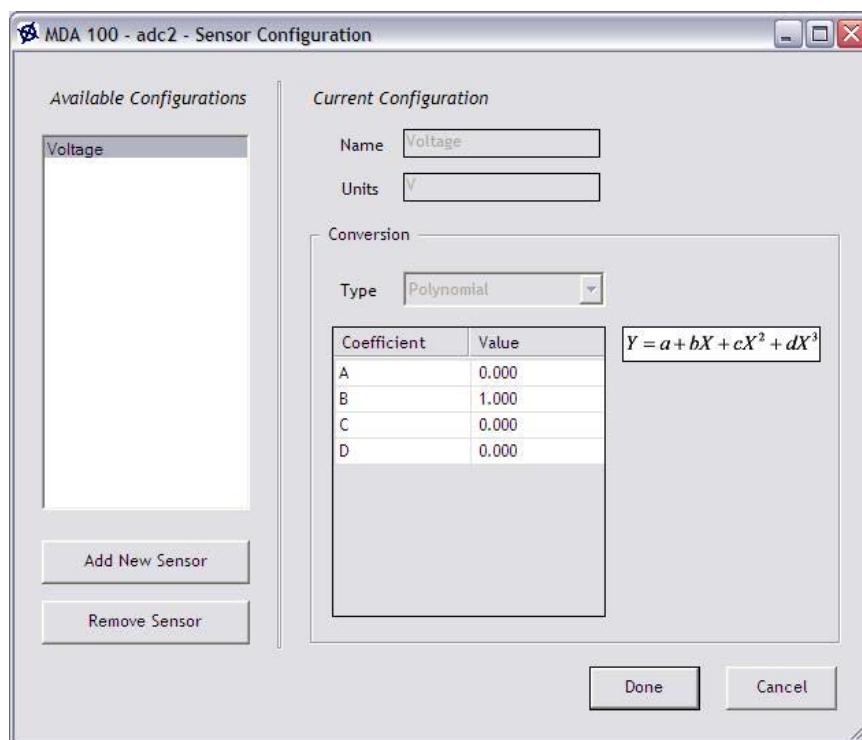 MDA 100 - adc2 - Sensor Configuration
Available Configurations
Voltage
Add New Sensor
Remove Sensor
Current Configuration
Name Voltage
Units V
Conversion
Type Polynomial
Coefficient Value
A 0.000
B 1.000
C 0.000
D 0.000
Y = a + bX + cX² + dX³
Done Cancel